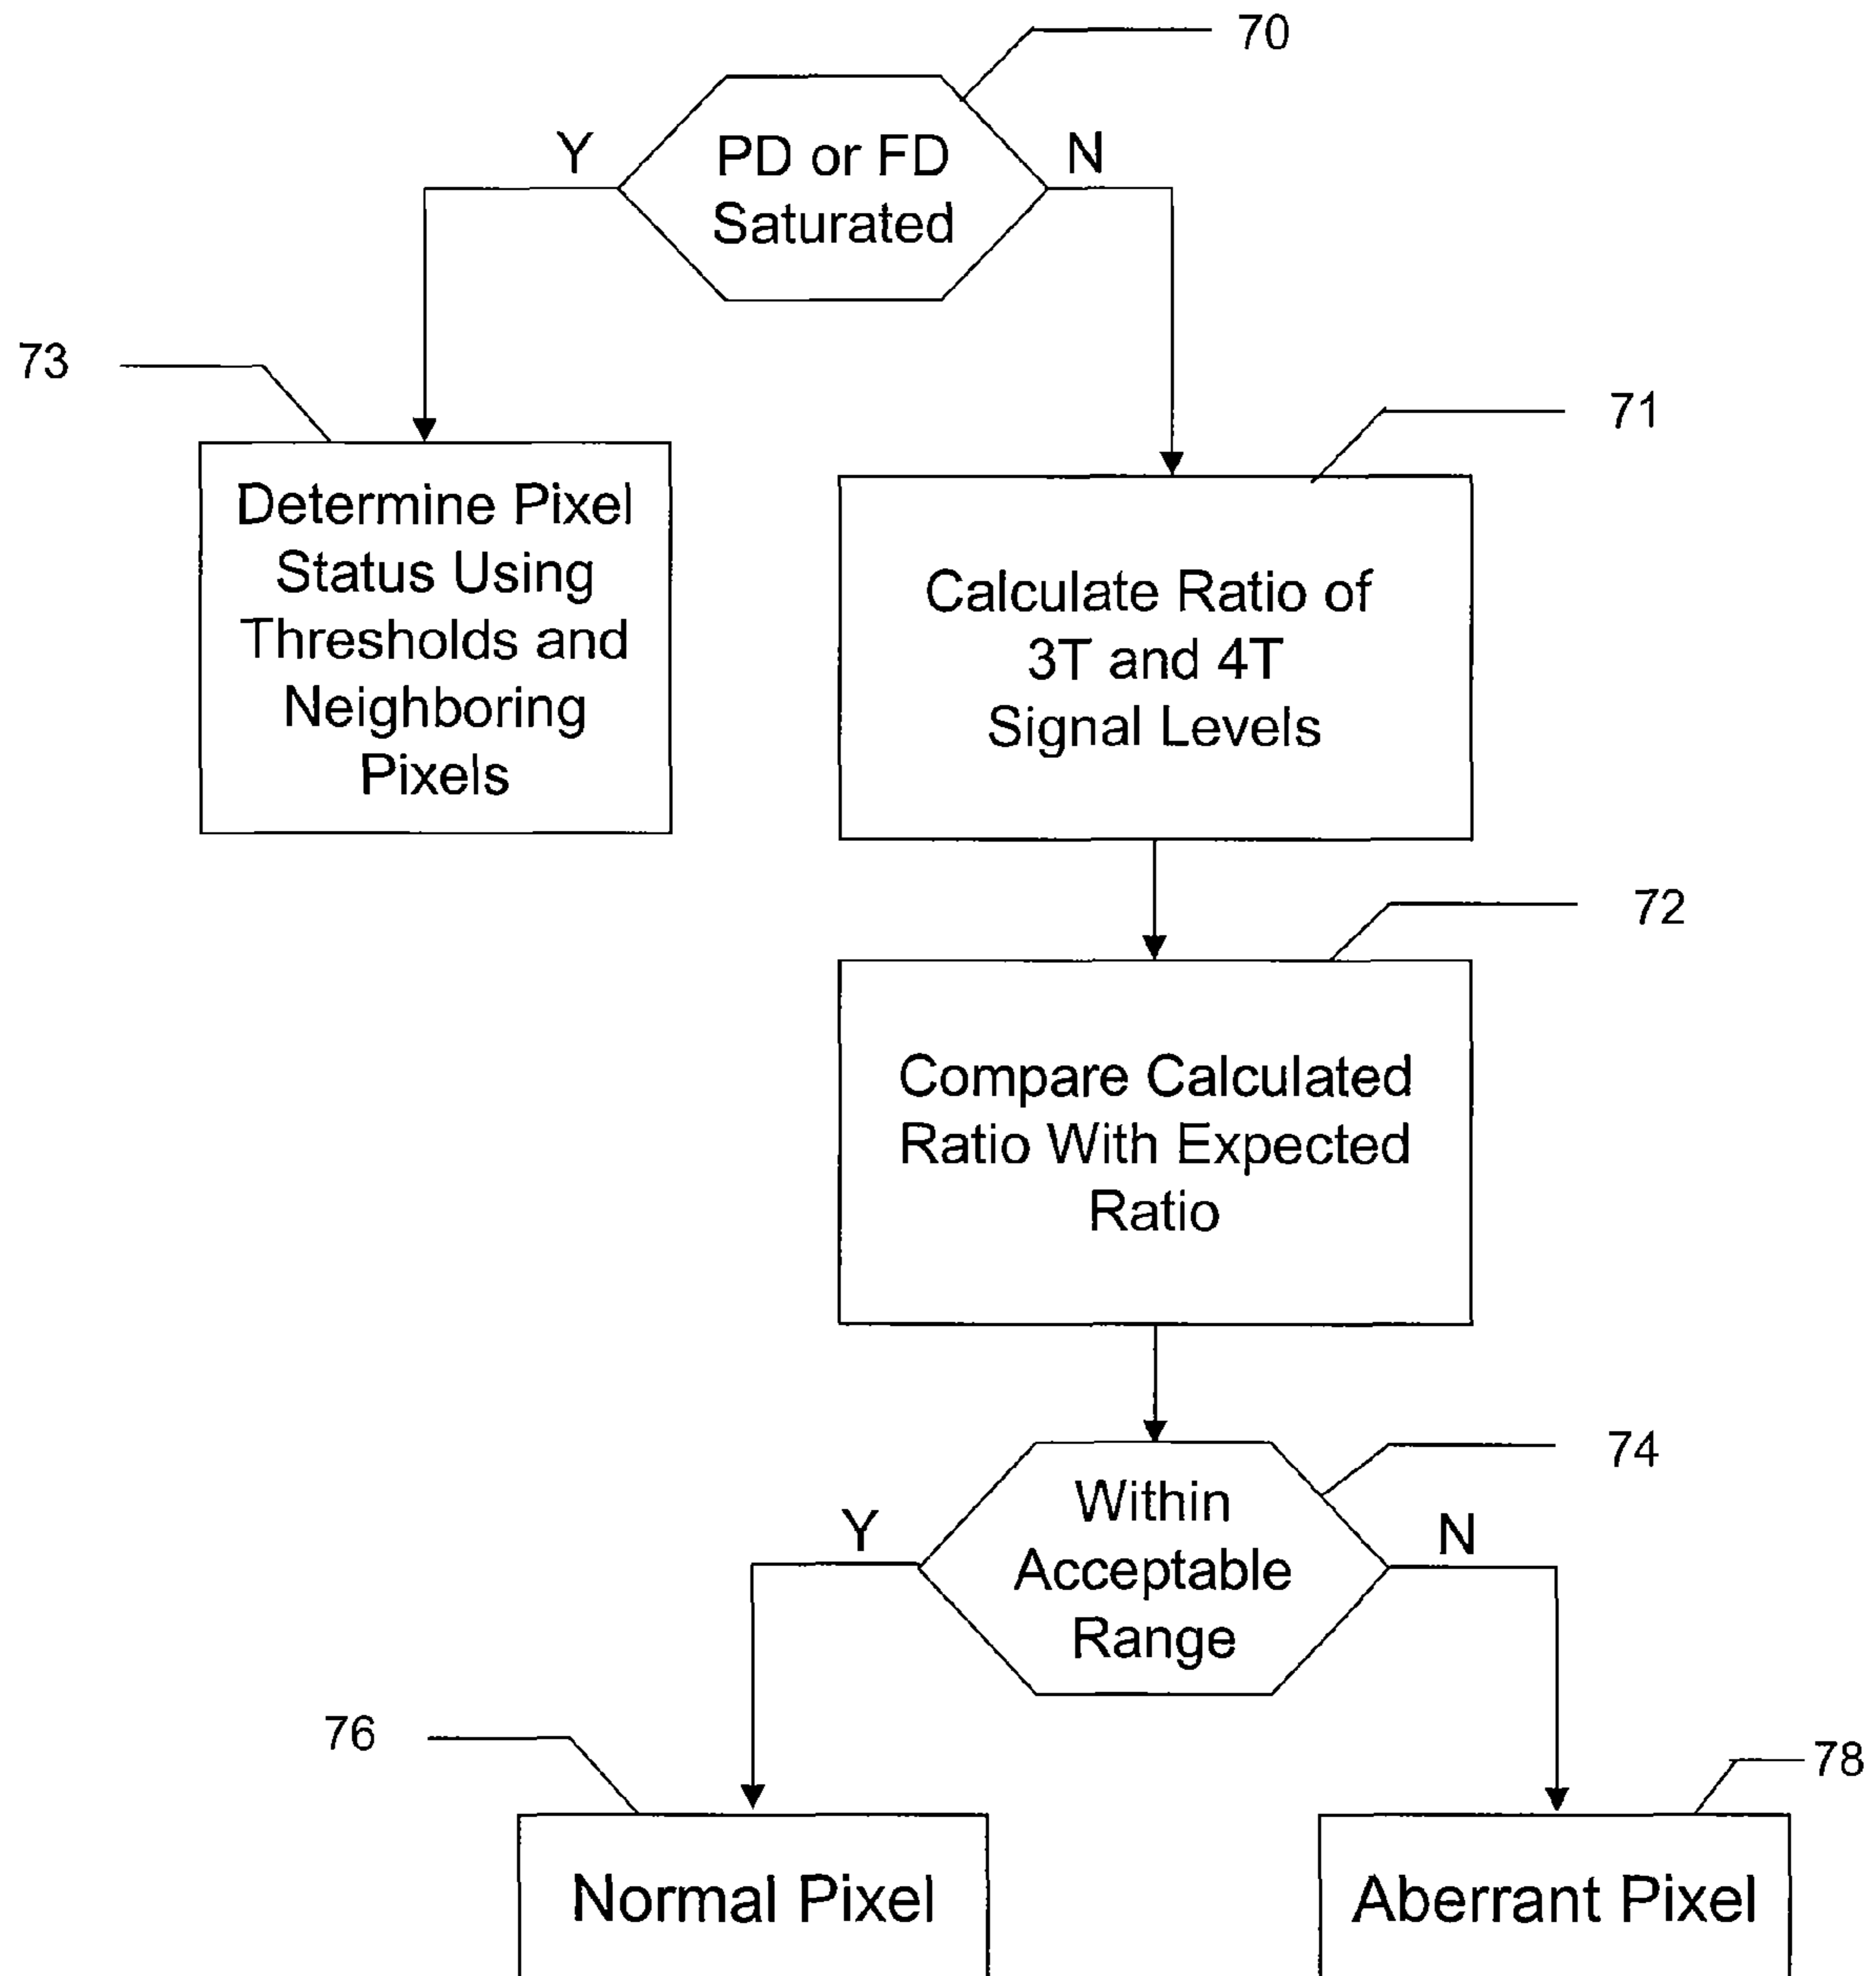 70
Y
PD or FD
Saturated
N
73
71
Determine Pixel
Status Using
Thresholds and
Neighboring
Pixels
Calculate Ratio of
3T and 4T
Signal Levels
72
Compare Calculated
Ratio With Expected
Ratio
74
Y
Within
Acceptable
Range
N
76
78
Normal Pixel
Aberrant Pixel